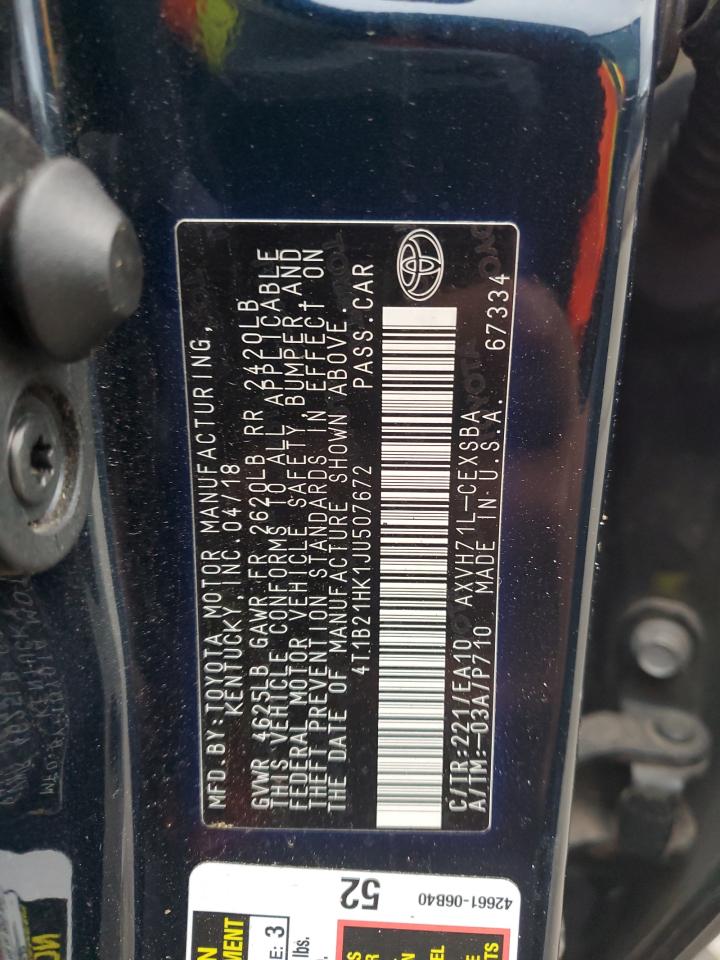 MFD.BY:TOYOTA MOTOR MANUFACTURING,
KENTUCKY, INC. 04/18
GVWR 4625LB GAWR FR 2620LB RR 2420LB
THIS VEHICLE CONFORMS TO ALL APPLICABLE
FEDERAL MOTOR VEHICLE SAFETY, BUMPER, AND
THEFT PREVENTION STANDARDS IN EFFECT ON
THE DATE OF MANUFACTURE SHOWN ABOVE.
4T1B21HK1JU507672 PASS.CAR
C/TR:221/EA10 AXVH71L-CEXSBA
A/TM:-03A/P710 MADE IN U.S.A. 67334
52
42661-06B40
MENT
E: 3
lbs.